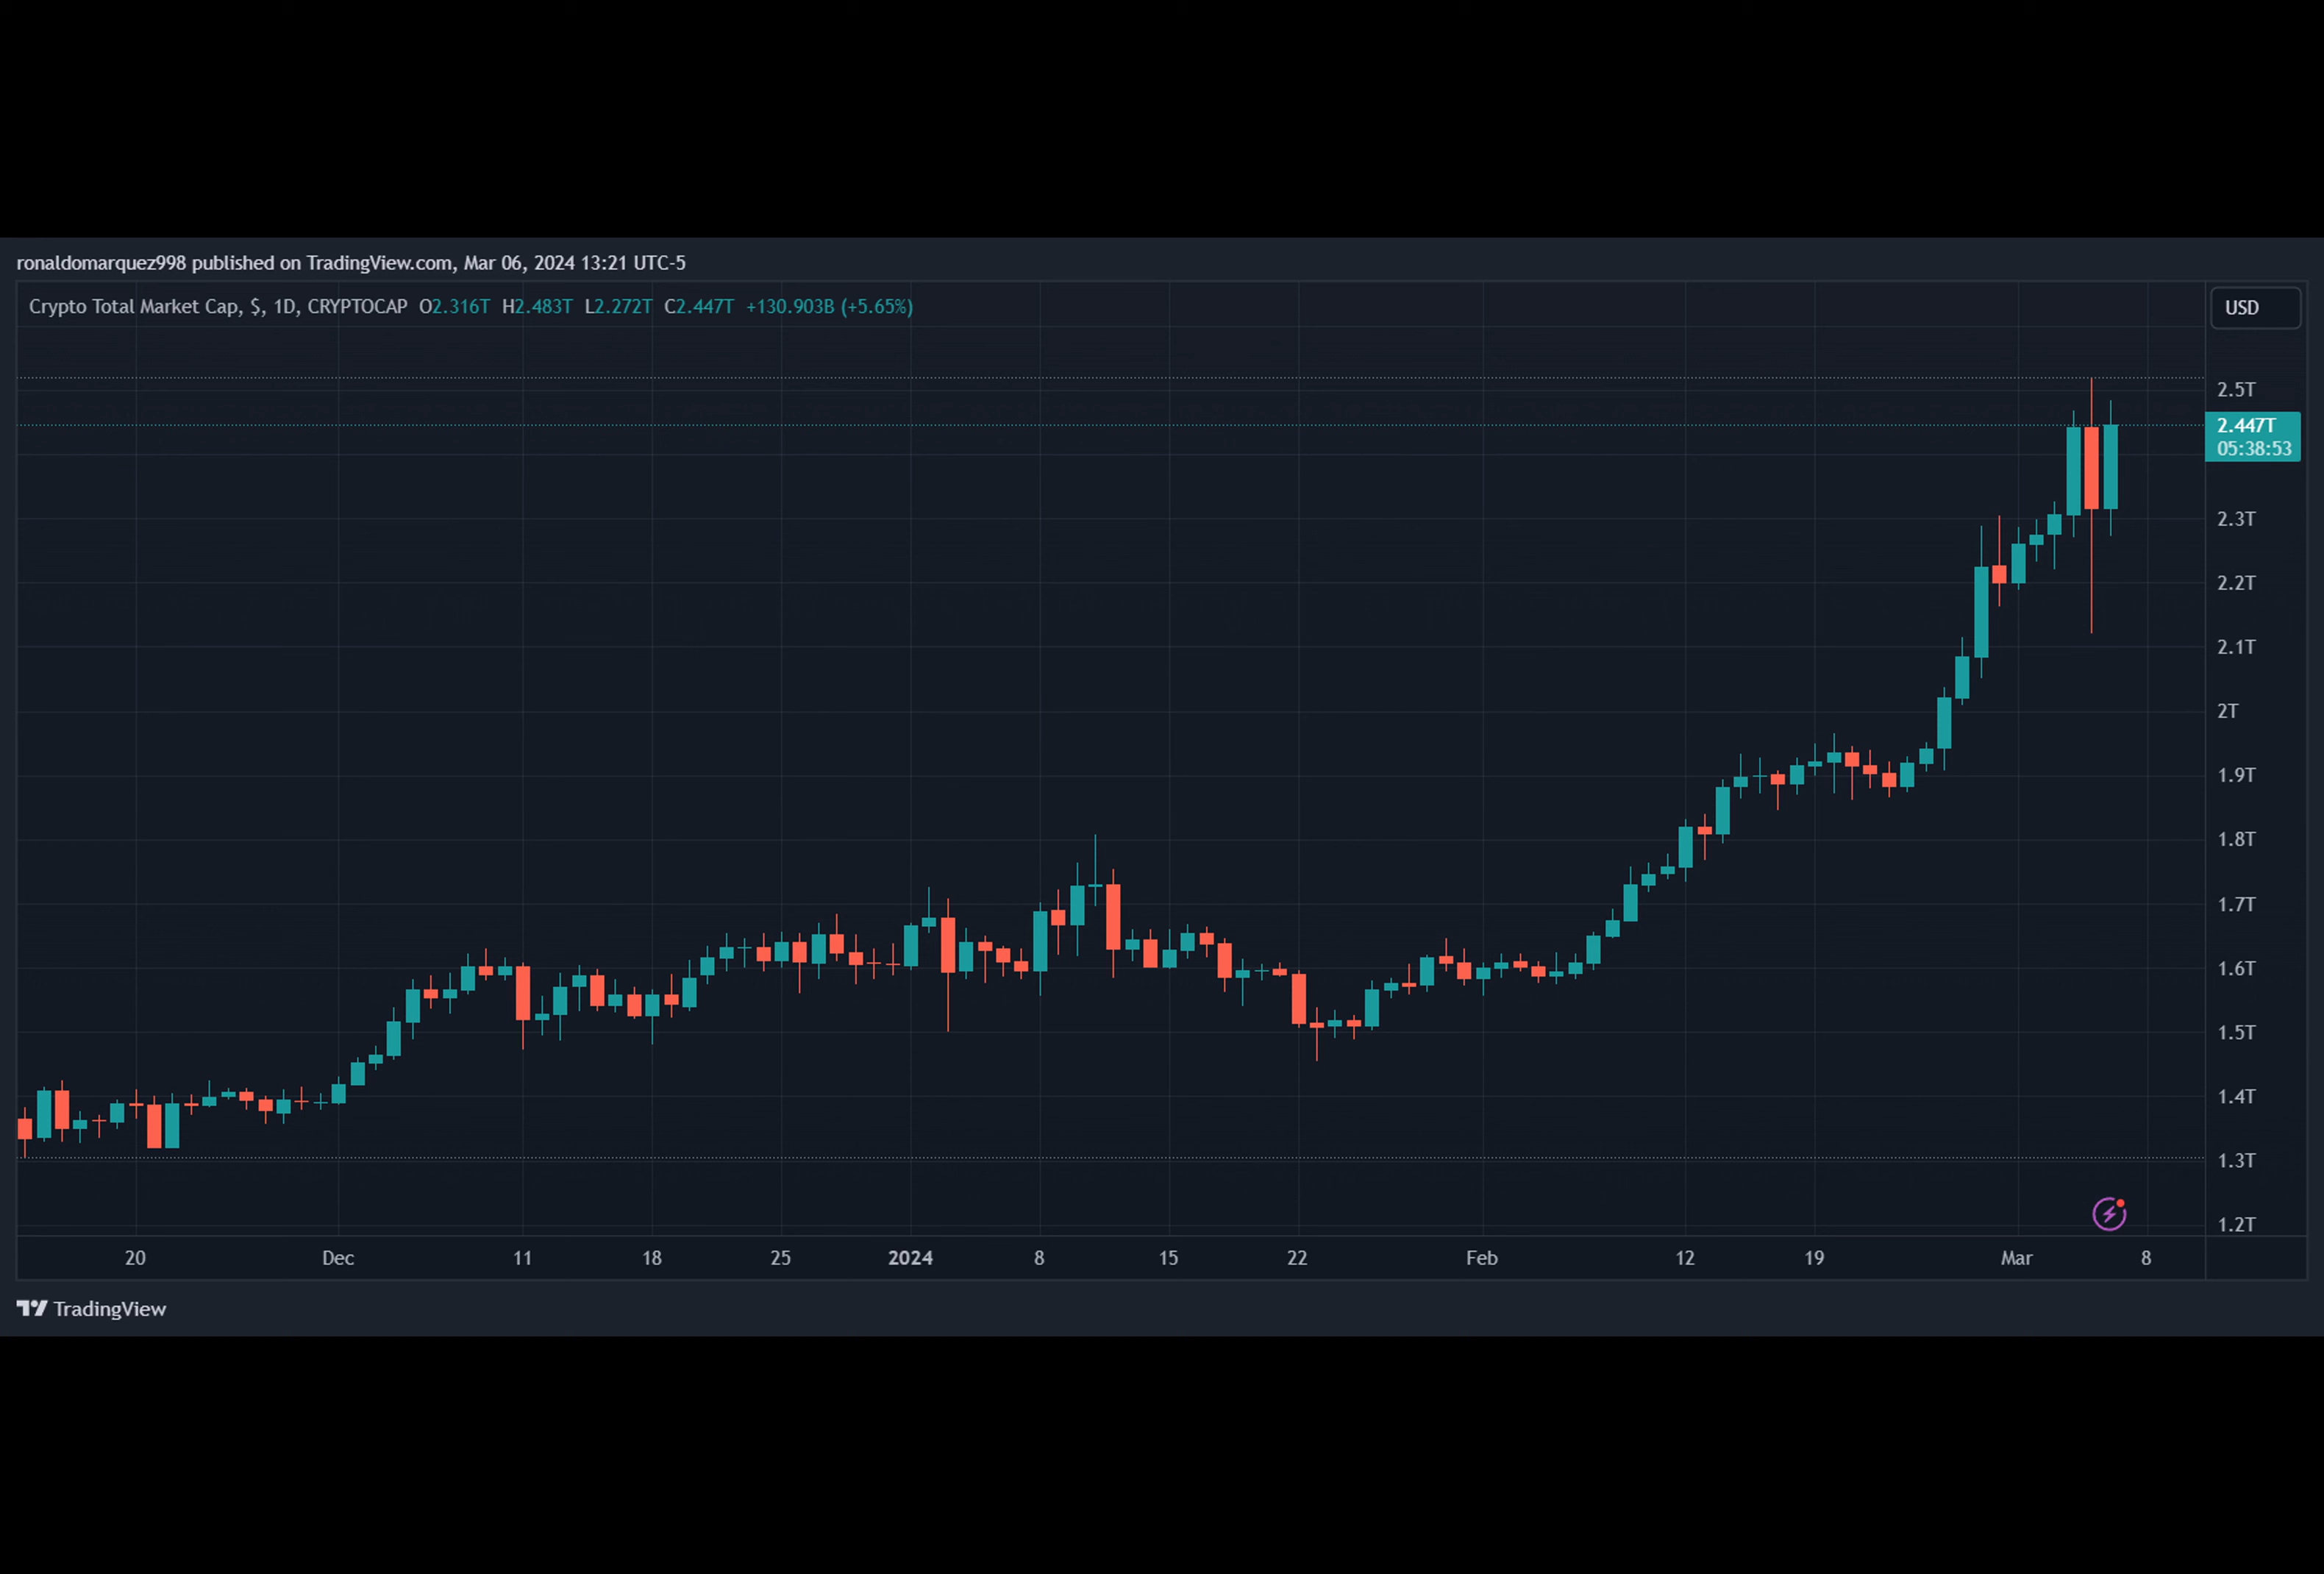 ronaldomarquez998 published on TradingView.com, Mar 06, 2024 13:21 UTC-5
Crypto Total Market Cap, $, 1D, CRYPTOCAP O2.316T H2.483T L2.272T C2.447T +130.903B (+5.65%)
USD
2.5T
2.447T
05:38:53
2.3T
2.2T
2.1T
2T
1.9T
1.8T
1.7T
1.6T
1.5T
1.4T
1.3T
1.2T
20 Dec 11 18 25 2024 8 15 22 Feb 12 19 Mar 8
TradingView